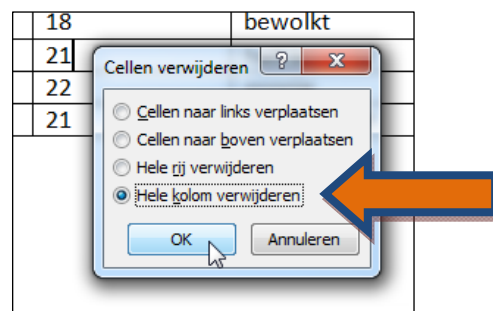 18 bewolkt
21
22
21
Cellen verwijderen ?
Cellen naar links verplaatsen
Cellen naar boven verplaatsen
Hele rij verwijderen
Hele kolom verwijderen
OK Annuleren